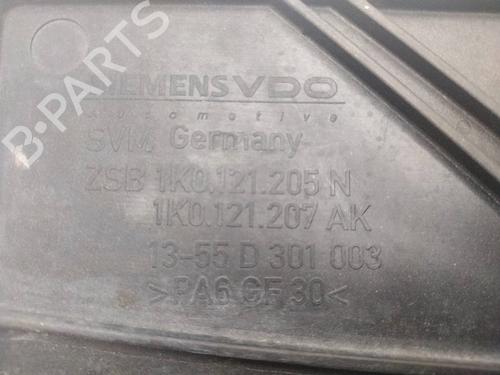 SIEMENS VDO
Automotive
SVM Germany
ZSB 1K0.121.205 N
1K0.121.207 AK
13-55 D 301 003
>PA6 GF 30<
B-PARTS